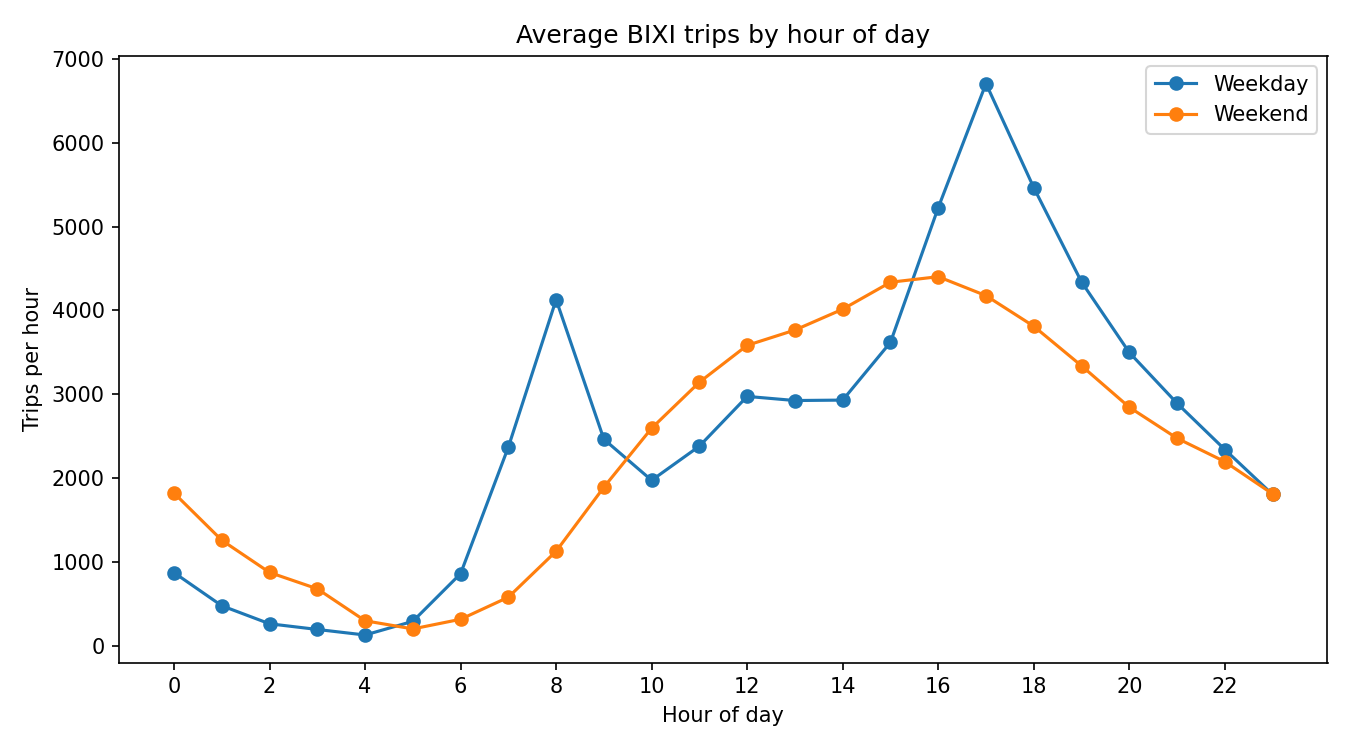 Average BIXI trips by hour of day
7000
6000
5000
4000
3000
2000
1000
0
Trips per hour
Weekday
Weekend
0 2 4 6 8 10 12 14 16 18 20 22
Hour of day